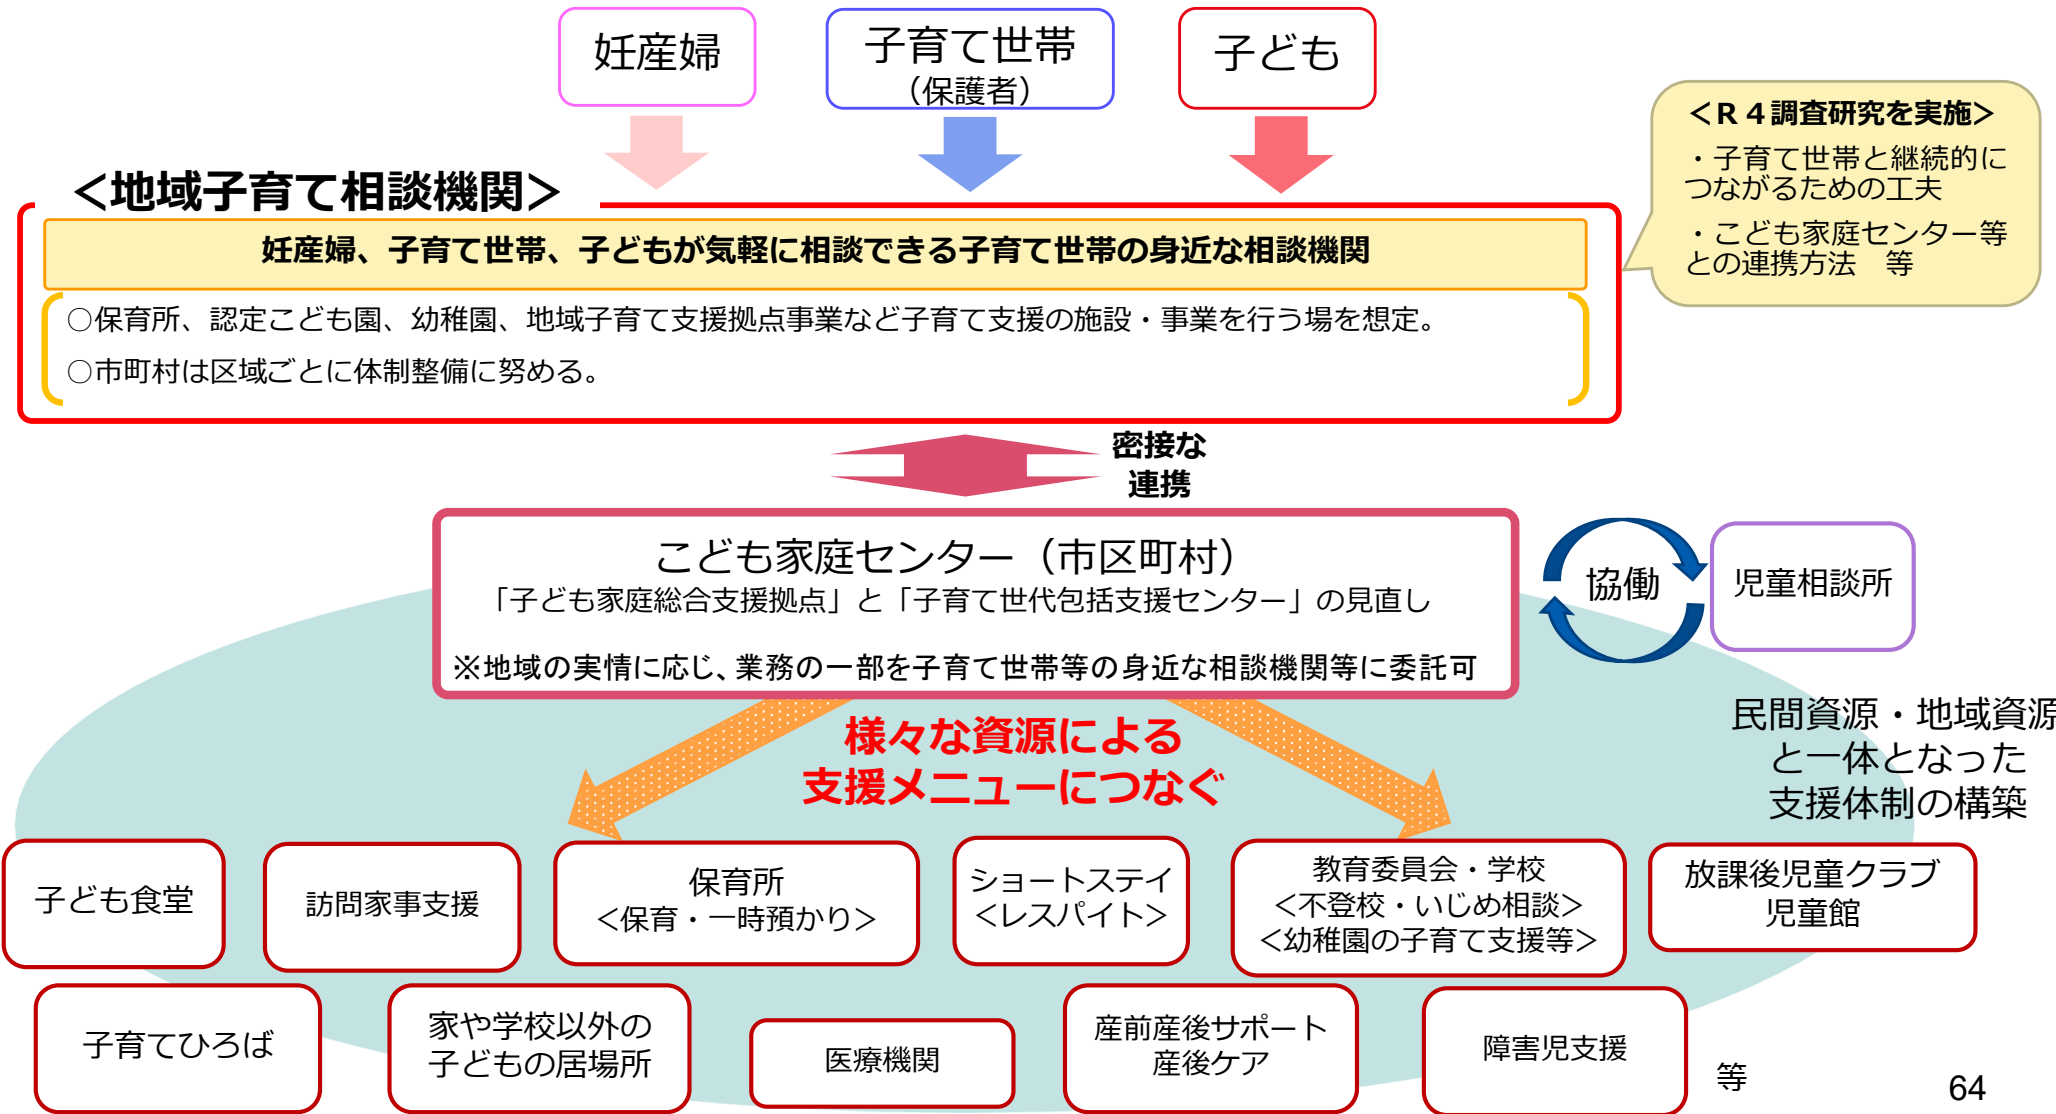 妊産婦
子育て世帯
（保護者）
子ども
＜Ｒ４調査研究を実施＞
・子育て世帯と継続的に
つながるための工夫
・こども家庭センター等
との連携方法　等
＜地域子育て相談機関＞
妊産婦、子育て世帯、子どもが気軽に相談できる子育て世帯の身近な相談機関
○保育所、認定こども園、幼稚園、地域子育て支援拠点事業など子育て支援の施設・事業を行う場を想定。
○市町村は区域ごとに体制整備に努める。
密接な
連携
こども家庭センター（市区町村）
「子ども家庭総合支援拠点」と「子育て世代包括支援センター」の見直し
※地域の実情に応じ、業務の一部を子育て世帯等の身近な相談機関等に委託可
協働
児童相談所
様々な資源による
支援メニューにつなぐ
民間資源・地域資源
と一体となった
支援体制の構築
子ども食堂
訪問家事支援
保育所
＜保育・一時預かり＞
ショートステイ
＜レスパイト＞
教育委員会・学校
＜不登校・いじめ相談＞
＜幼稚園の子育て支援等＞
放課後児童クラブ
児童館
子育てひろば
家や学校以外の
子どもの居場所
医療機関
産前産後サポート
産後ケア
障害児支援
等
64